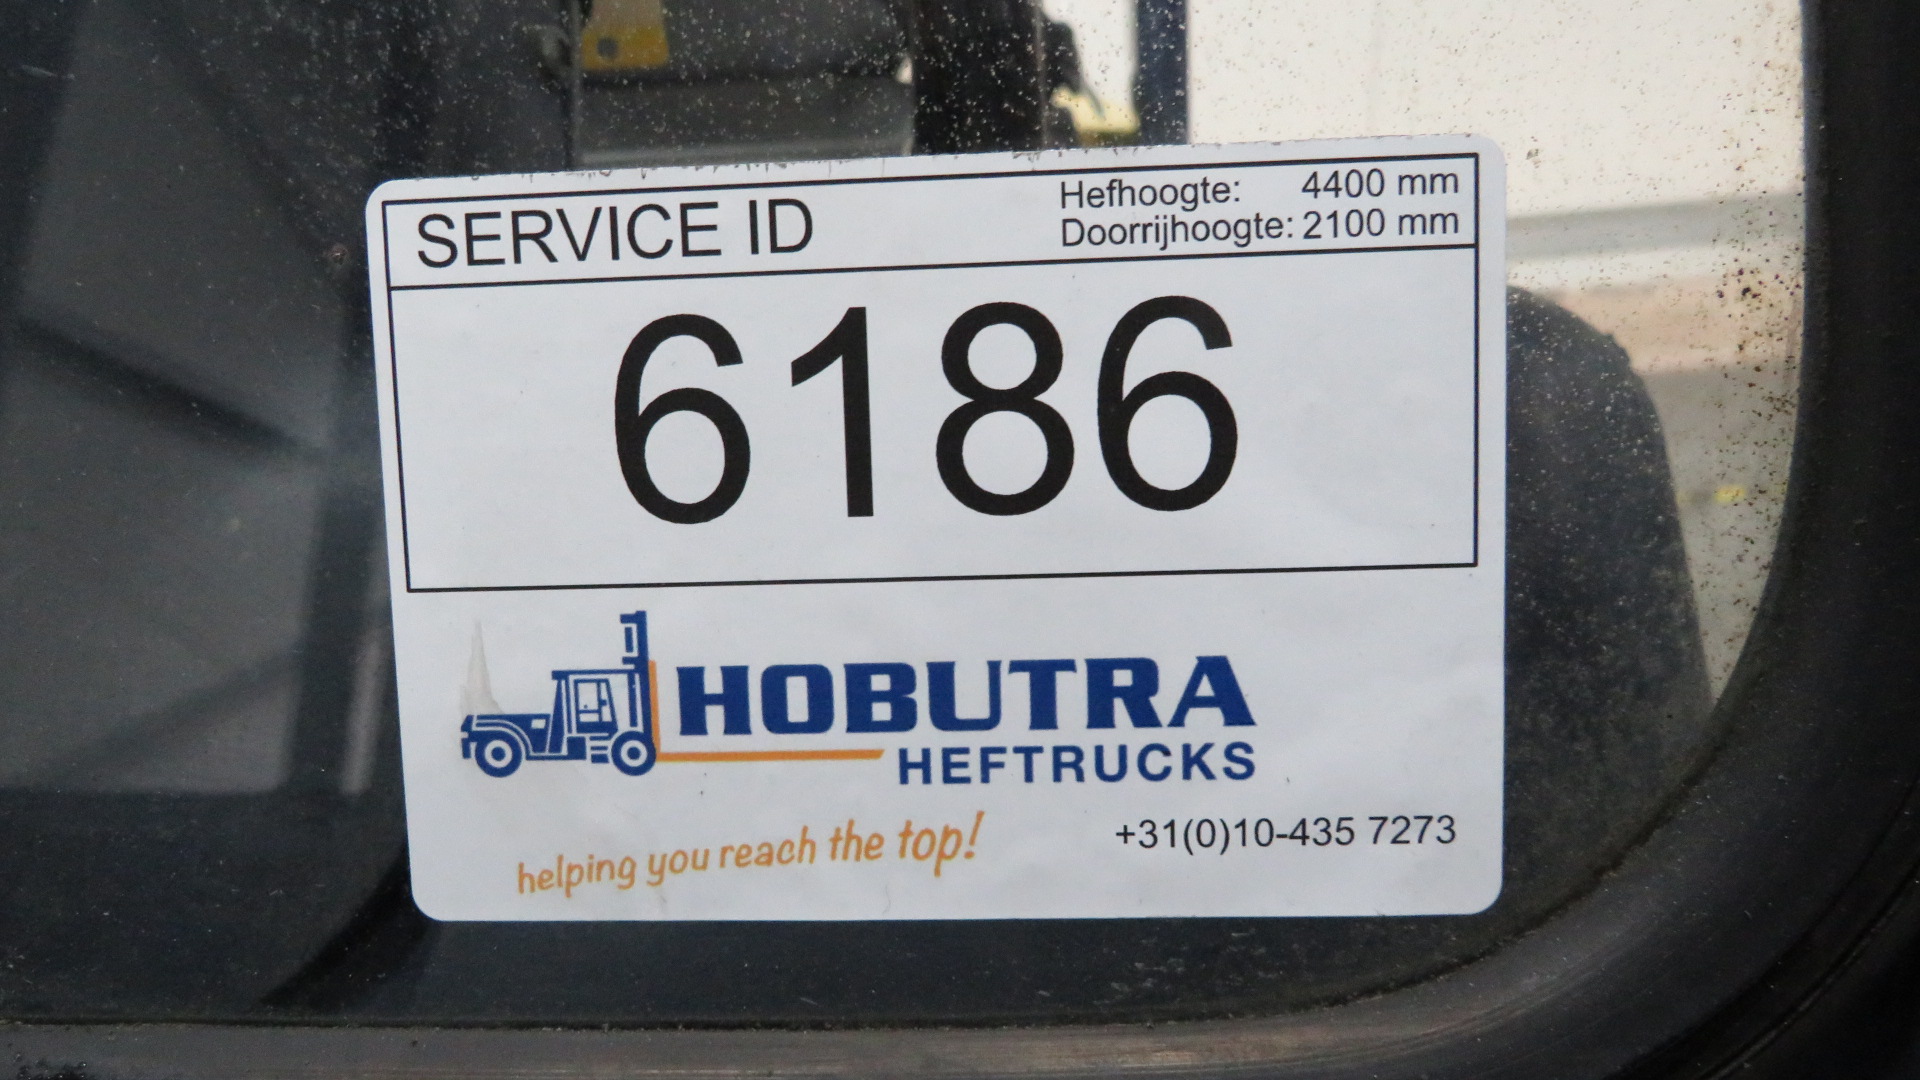 SERVICE ID
Hefhoogte: 4400 mm
Doorrijhoogte: 2100 mm
6186
HOBUTRA
HEFTRUCKS
helping you reach the top!
+31(0)10-435 7273